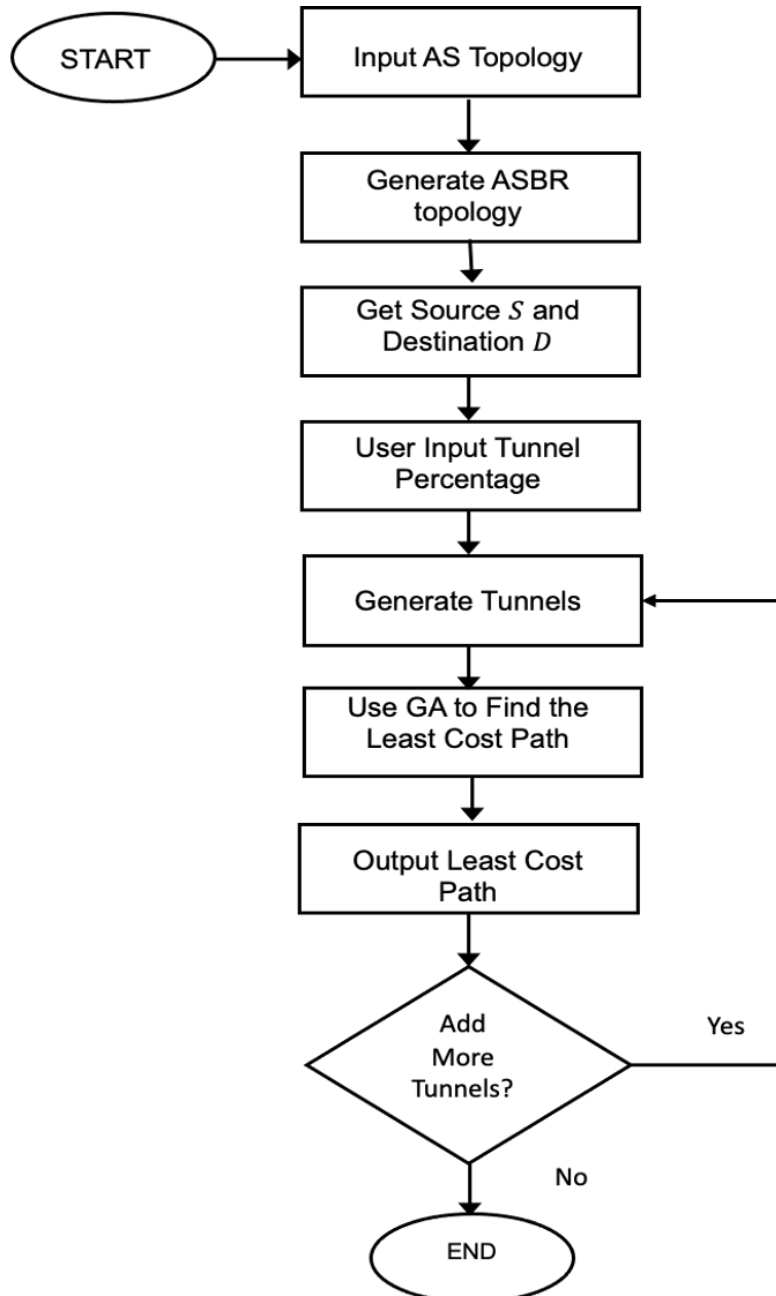 START
Input AS Topology
Generate ASBR
topology
Get Source S and
Destination D
User Input Tunnel
Percentage
Generate Tunnels
Use GA to Find the
Least Cost Path
Output Least Cost
Path
Add
More
Tunnels?
Yes
No
END